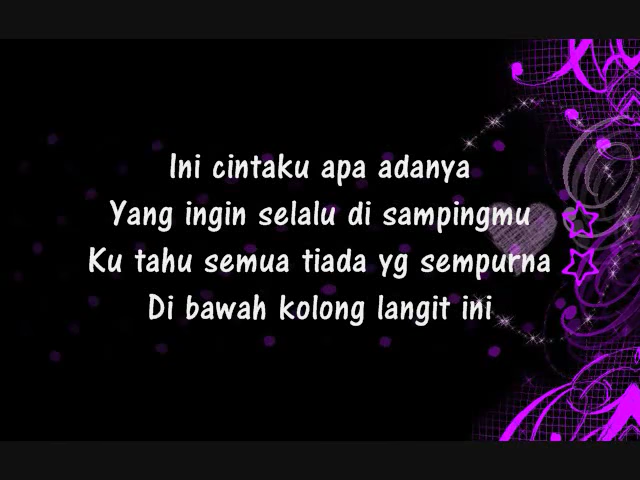 Ini cintaku apa adanya
Yang ingin selalu di sampingmu
Ku tahu semua tiada yg sempurna
Di bawah kolong langit ini